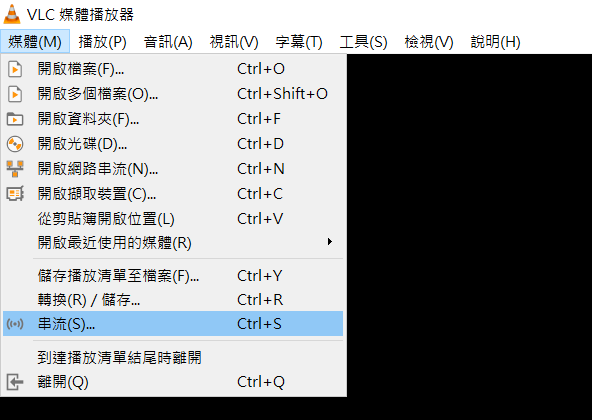 VLC 媒體播放器
媒體(M) 播放(P) 音訊(A) 視訊(V) 字幕(T) 工具(S) 檢視(V) 說明(H)
開啟檔案(F)... Ctrl+O
開啟多個檔案(O)... Ctrl+Shift+O
開啟資料夾(F)... Ctrl+F
開啟光碟(D)... Ctrl+D
開啟網路串流(N)... Ctrl+N
開啟擷取裝置(C)... Ctrl+C
從剪貼簿開啟位置(L) Ctrl+V
開啟最近使用的媒體(R)
儲存播放清單至檔案(F)... Ctrl+Y
轉換(R) / 儲存... Ctrl+R
串流(S)... Ctrl+S
到達播放清單結尾時離開
離開(Q) Ctrl+Q